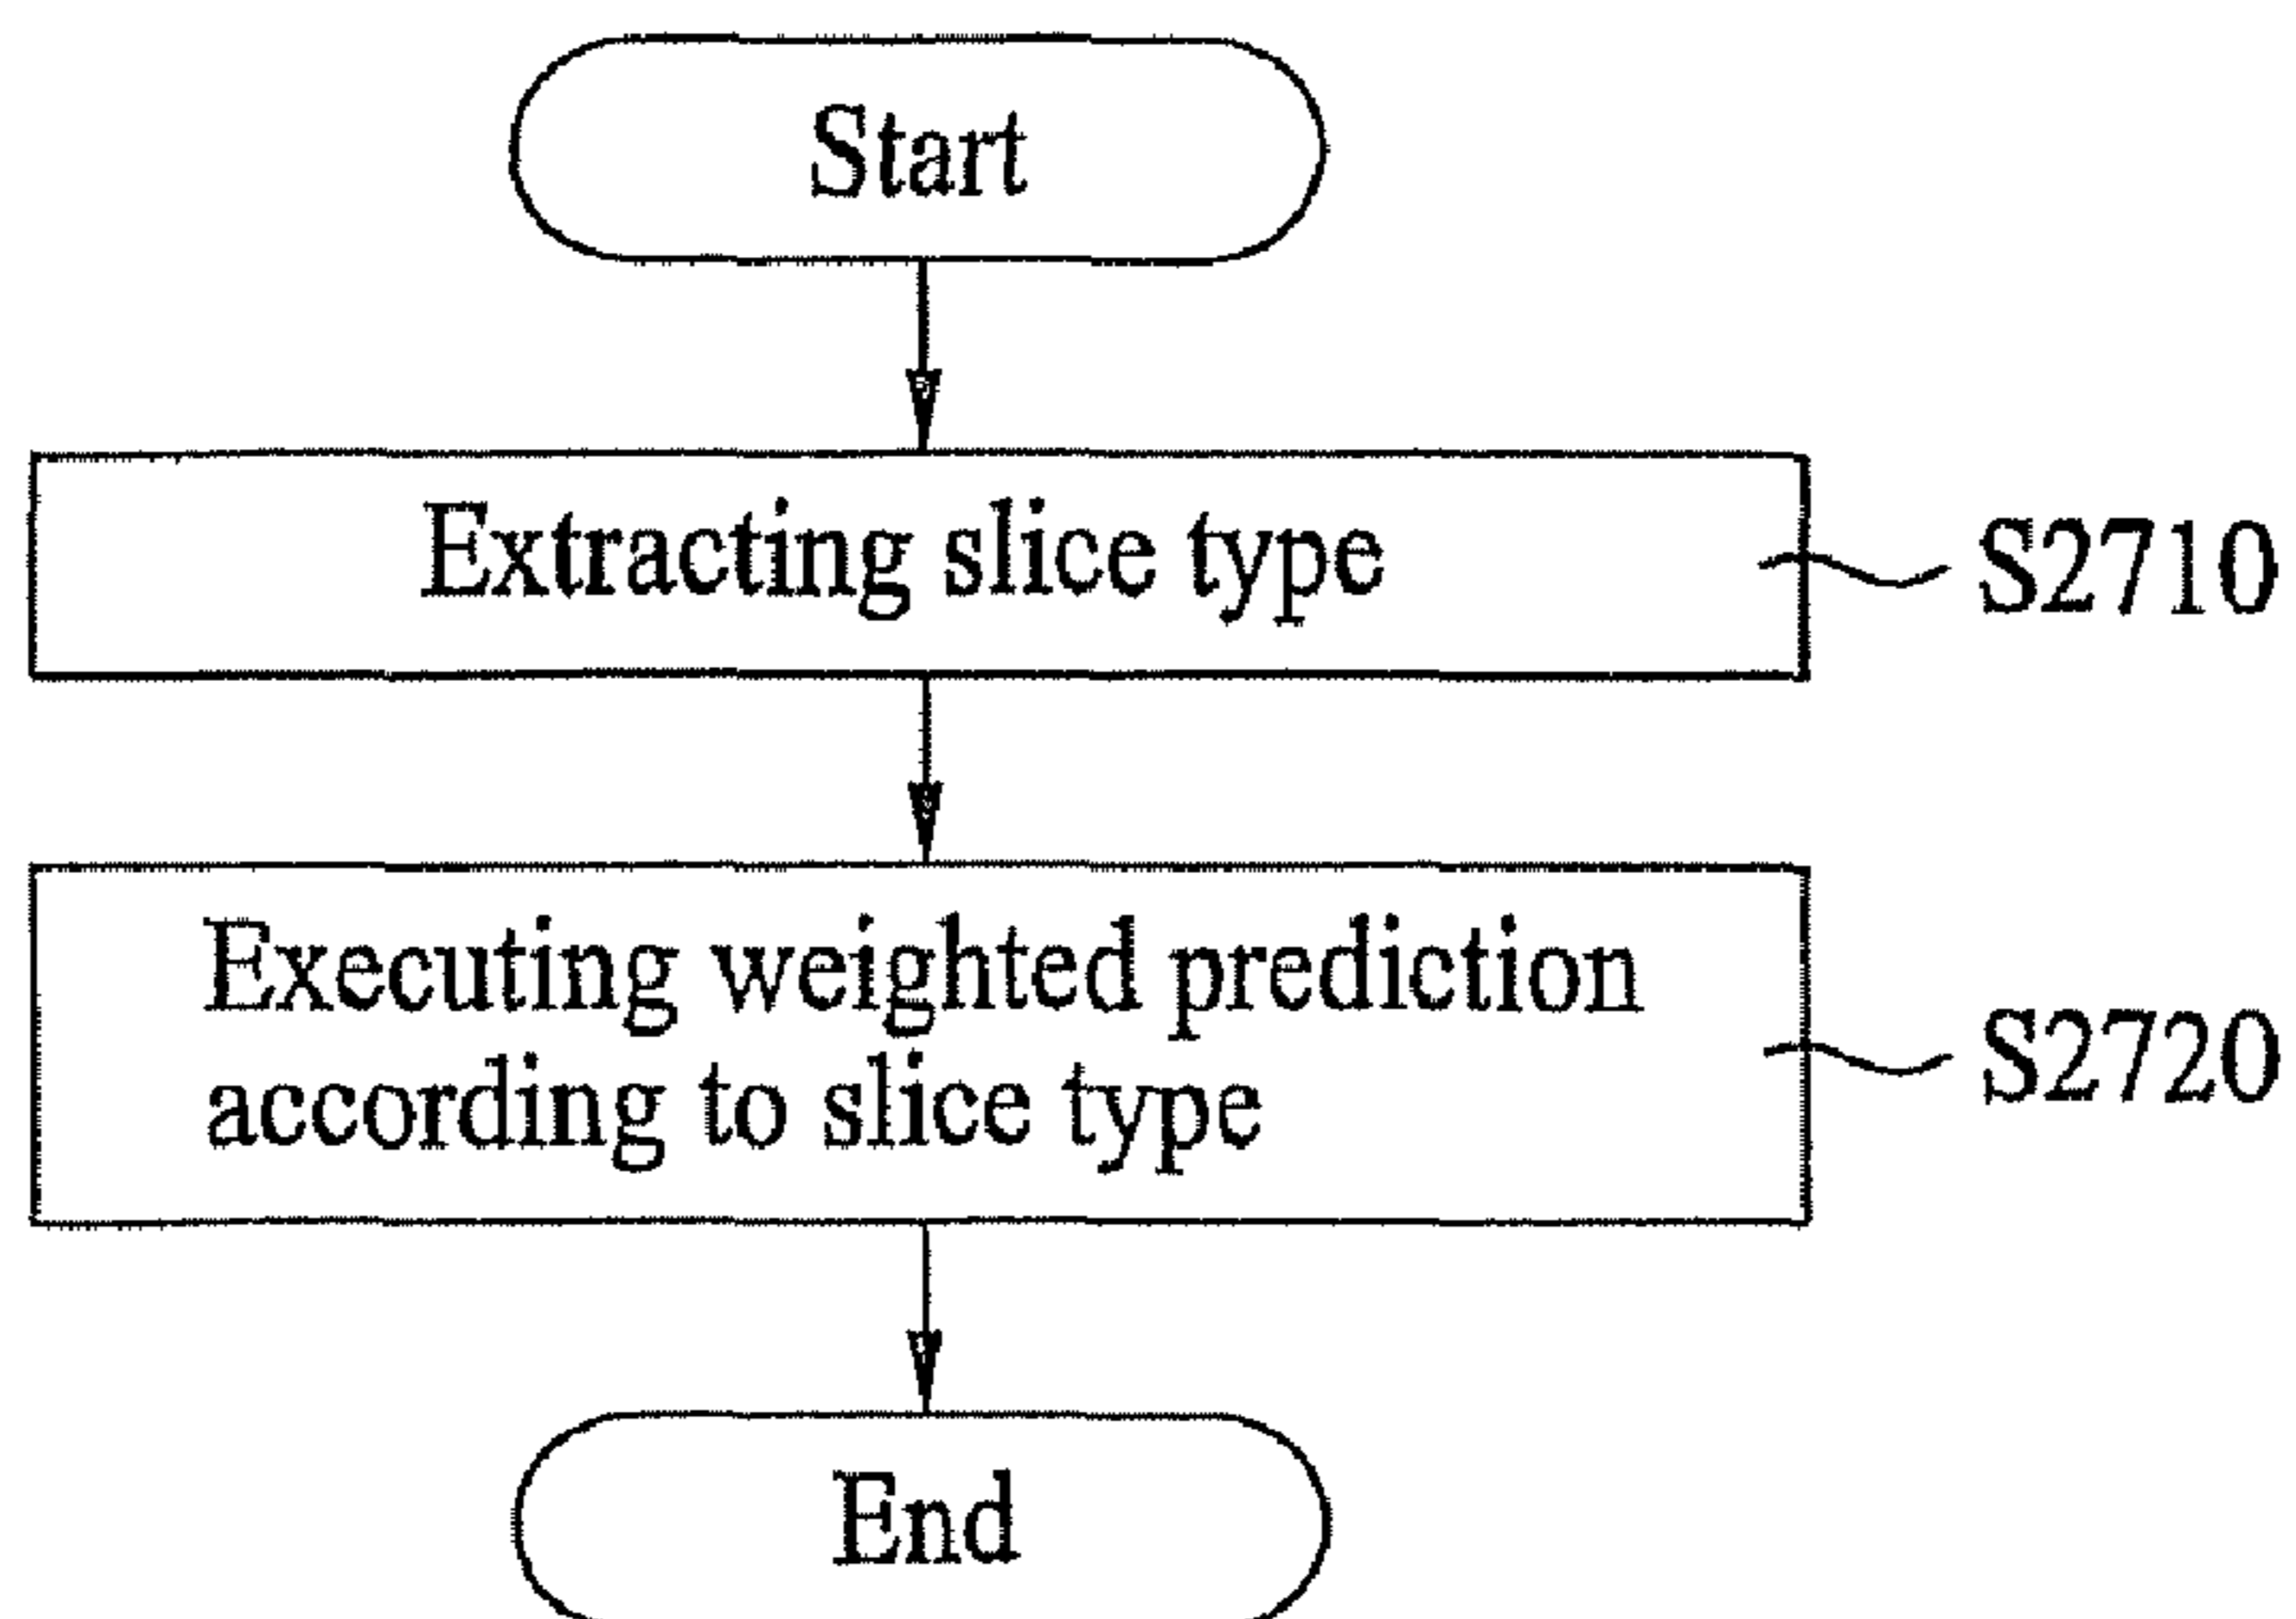 Start
Extracting slice type
S2710
Executing weighted prediction
according to slice type
S2720
End